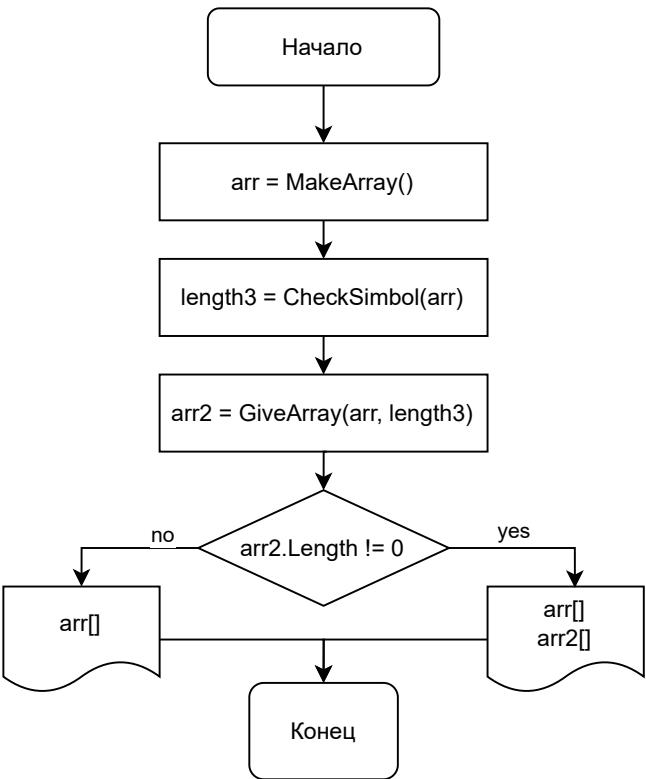 Начало
arr = MakeArray()
length3 = CheckSimbol(arr)
arr2 = GiveArray(arr, length3)
arr2.Length != 0
no
yes
arr[]
arr[]
arr2[]
Конец